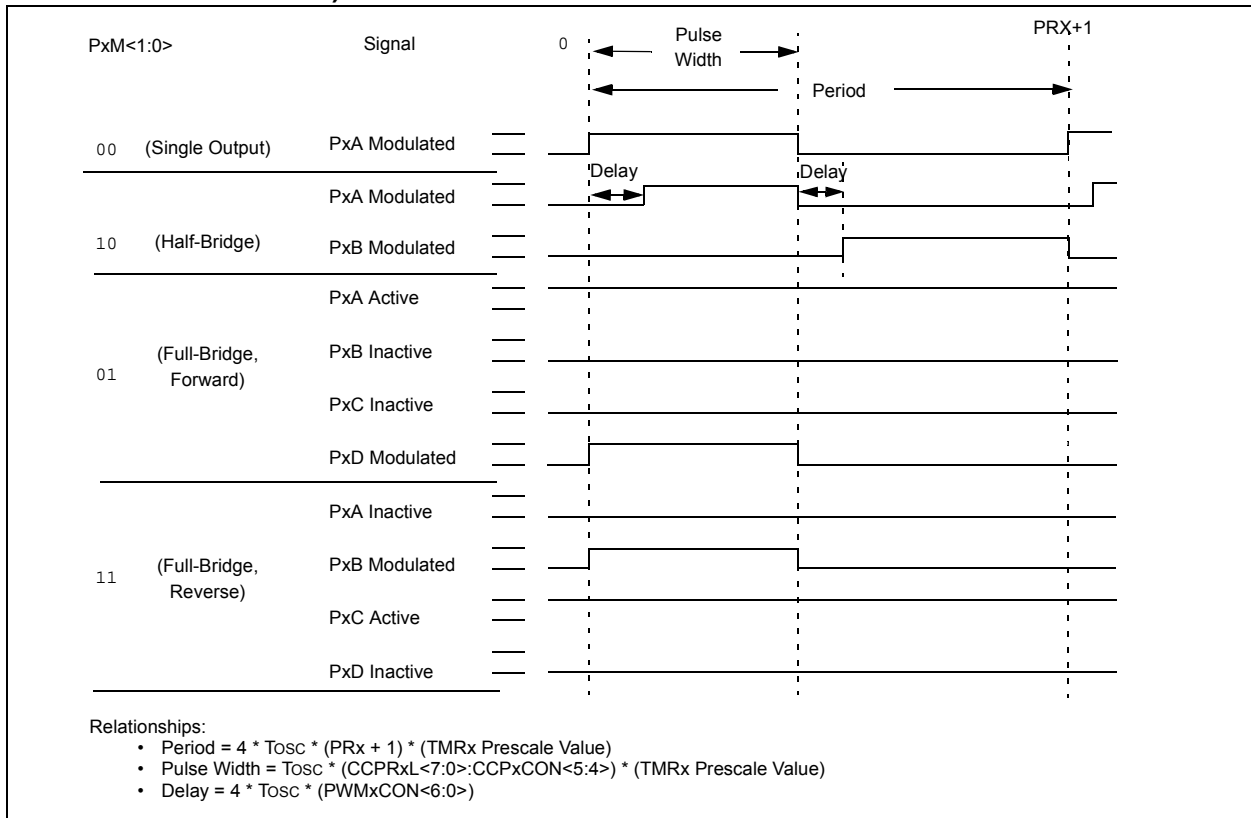 PxM<1:0>
Signal
0
Pulse
Width
PRX+1
Period
00
(Single Output)
PxA Modulated
Delay
Delay
PxA Modulated
10
(Half-Bridge)
PxB Modulated
PxA Active
(Full-Bridge,
Forward)
PxB Inactive
01
PxC Inactive
PxD Modulated
PxA Inactive
11
(Full-Bridge,
Reverse)
PxB Modulated
PxC Active
PxD Inactive
Relationships:
• Period = 4 * TOSC * (PRx + 1) * (TMRx Prescale Value)
• Pulse Width = TOSC * (CCPRxL<7:0>:CCPxCON<5:4>) * (TMRx Prescale Value)
• Delay = 4 * TOSC * (PWMxCON<6:0>)